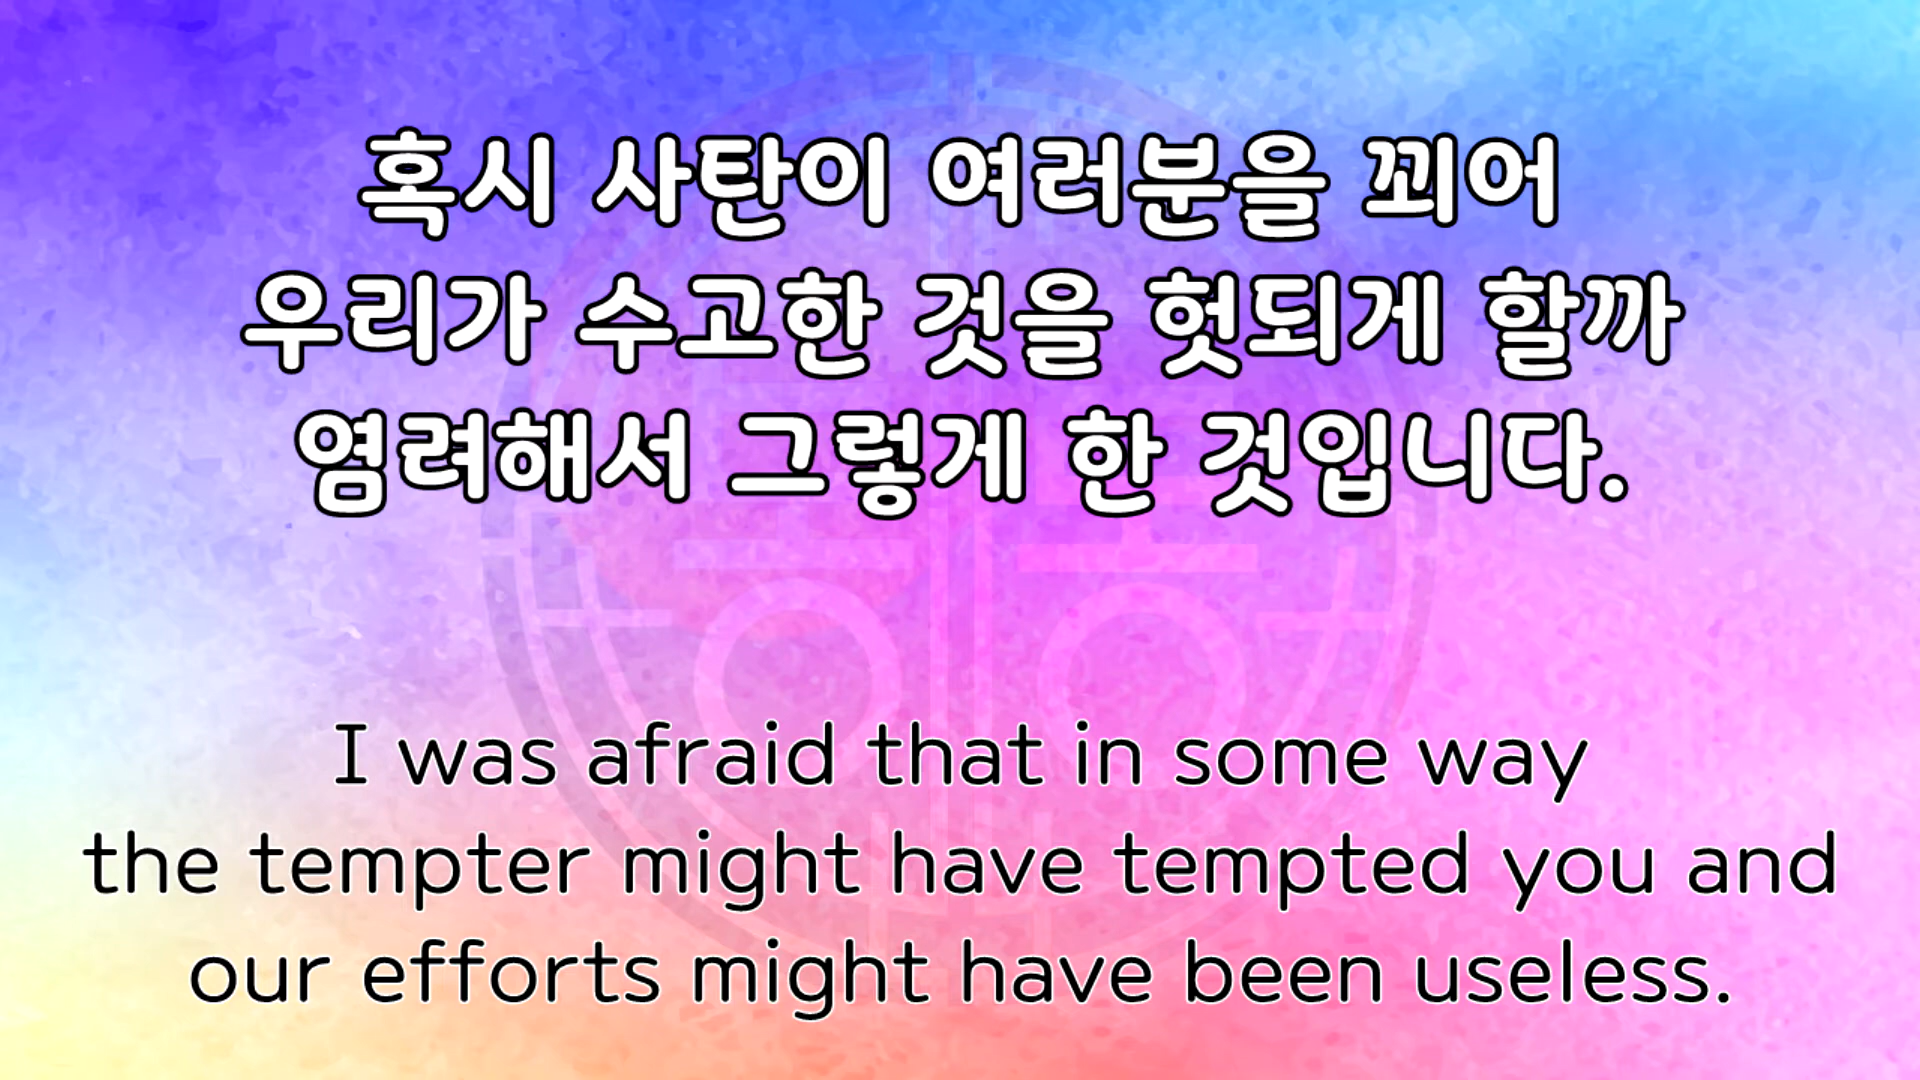 혹시 사탄이 여러분을 꾀어
우리가 수고한 것을 헛되게 할까
염려해서 그렇게 한 것입니다.
I was afraid that in some way
the tempter might have tempted you and
our efforts might have been useless.